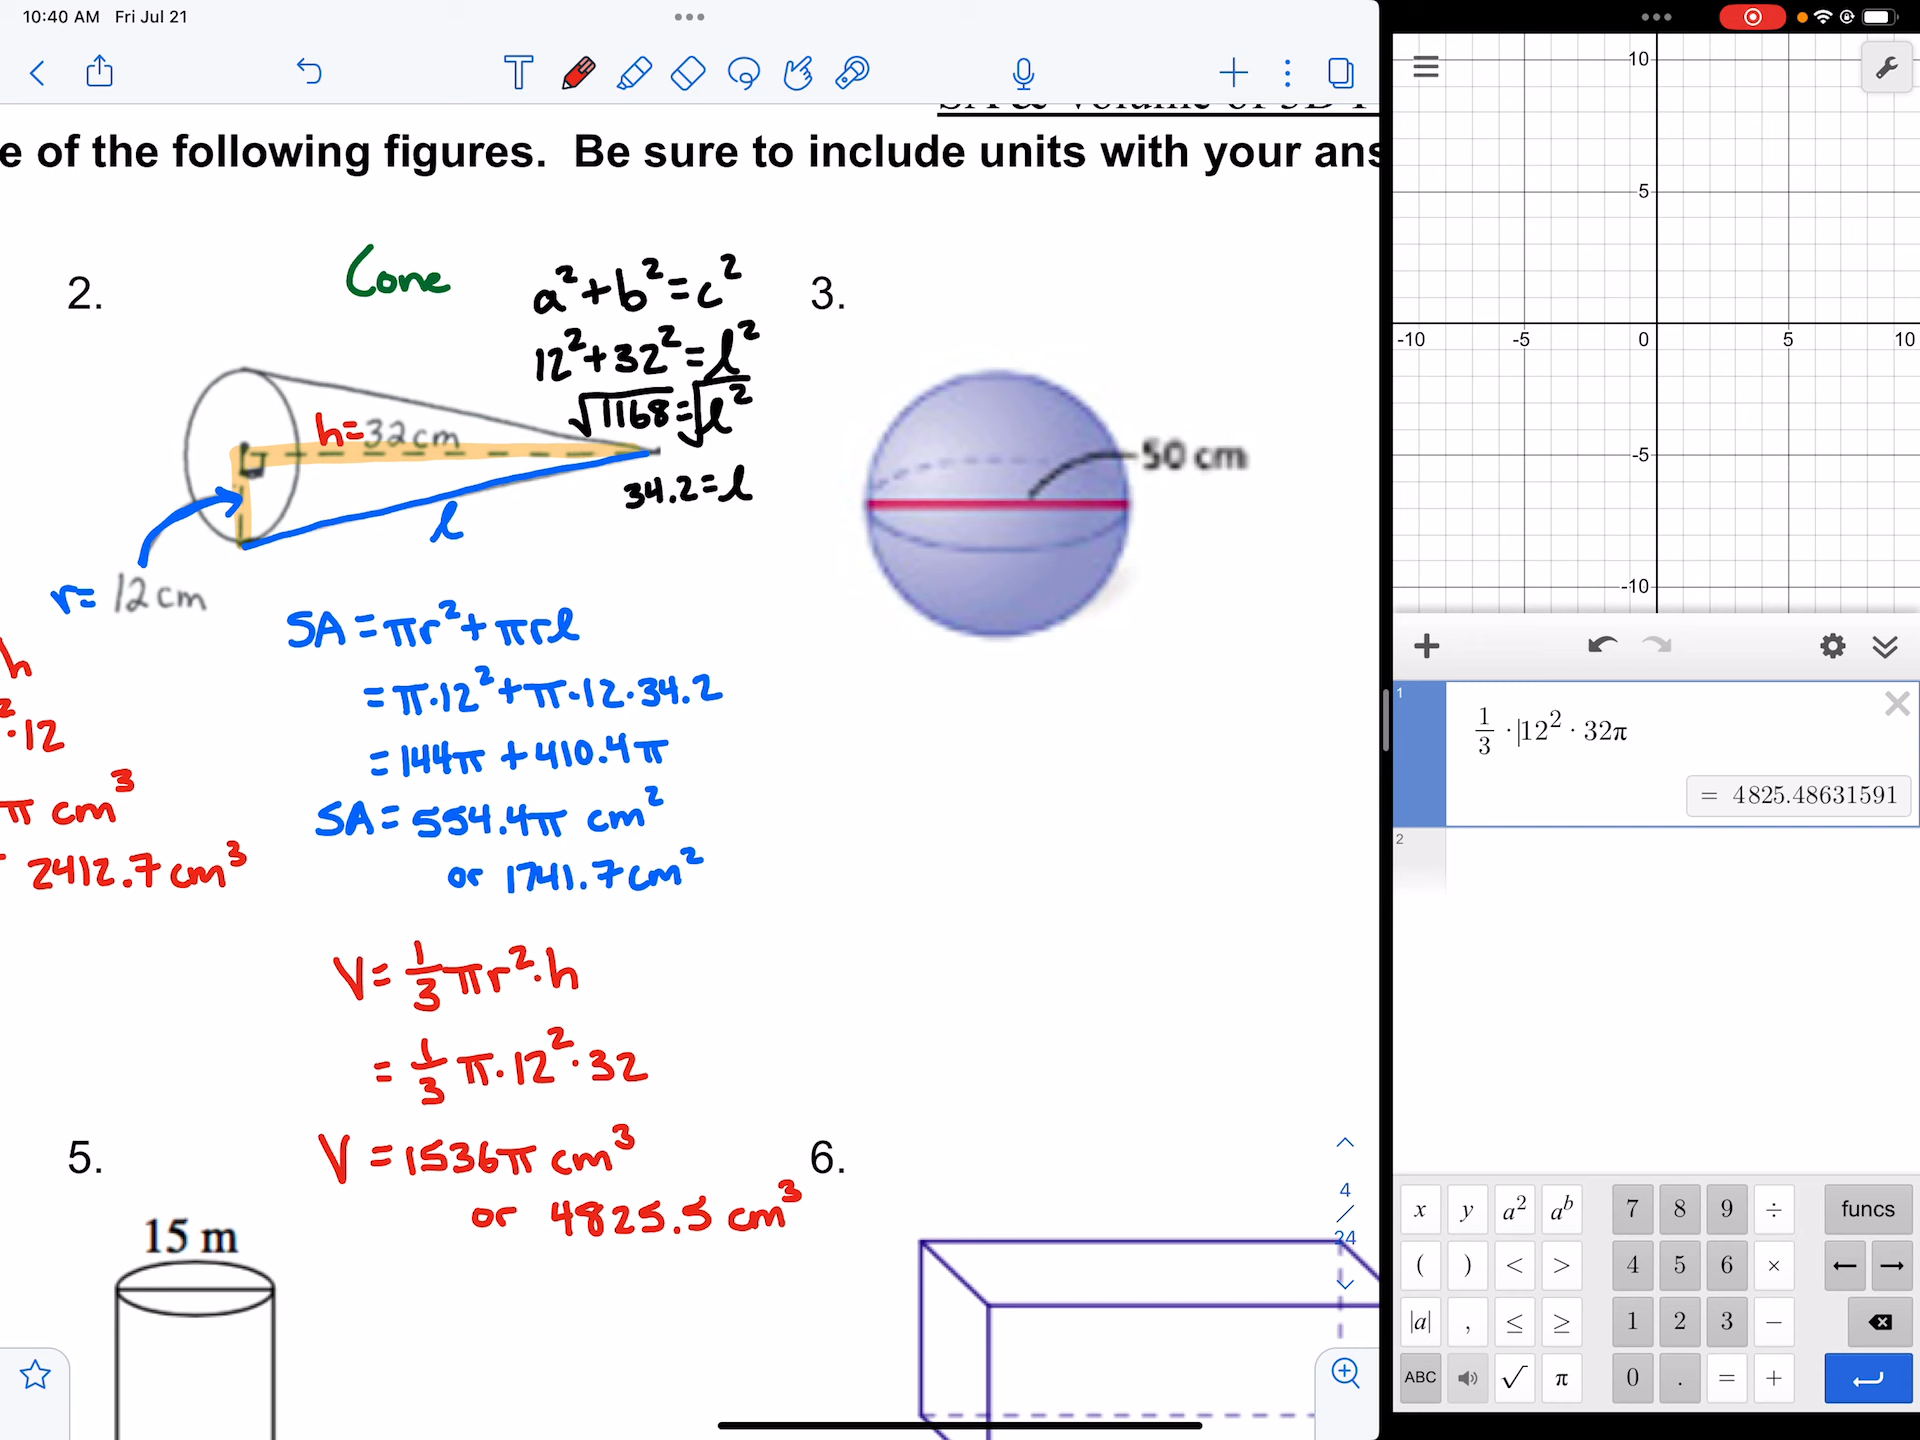 10:40 AM Fri Jul 21
e of the following figures. Be sure to include units with your ans
2.
Cone
a²+b²=c²
12²+32²=l²
√1168=√l²
34.2=l
h=32cm
l
r= 12cm
SA=πr²+πrl
=π·12²+π·12·34.2
=144π+410.4π
SA=554.4π cm²
or 1741.7cm²
V=1/3πr²·h
=1/3π·12²·32
V=1536π cm³
or 4825.5 cm³
h
²·12
π cm³
2412.7cm³
3.
50 cm
5.
15 m
6.
4
/
24
10
5
-10 -5 0 5 10
-5
-10
1
1/3·12²·32π
= 4825.48631591
2
x y a² aᵇ 7 8 9 ÷ funcs
( ) < > 4 5 6 × ← →
|a| , ≤ ≥ 1 2 3 −
ABC √ π 0 . = +